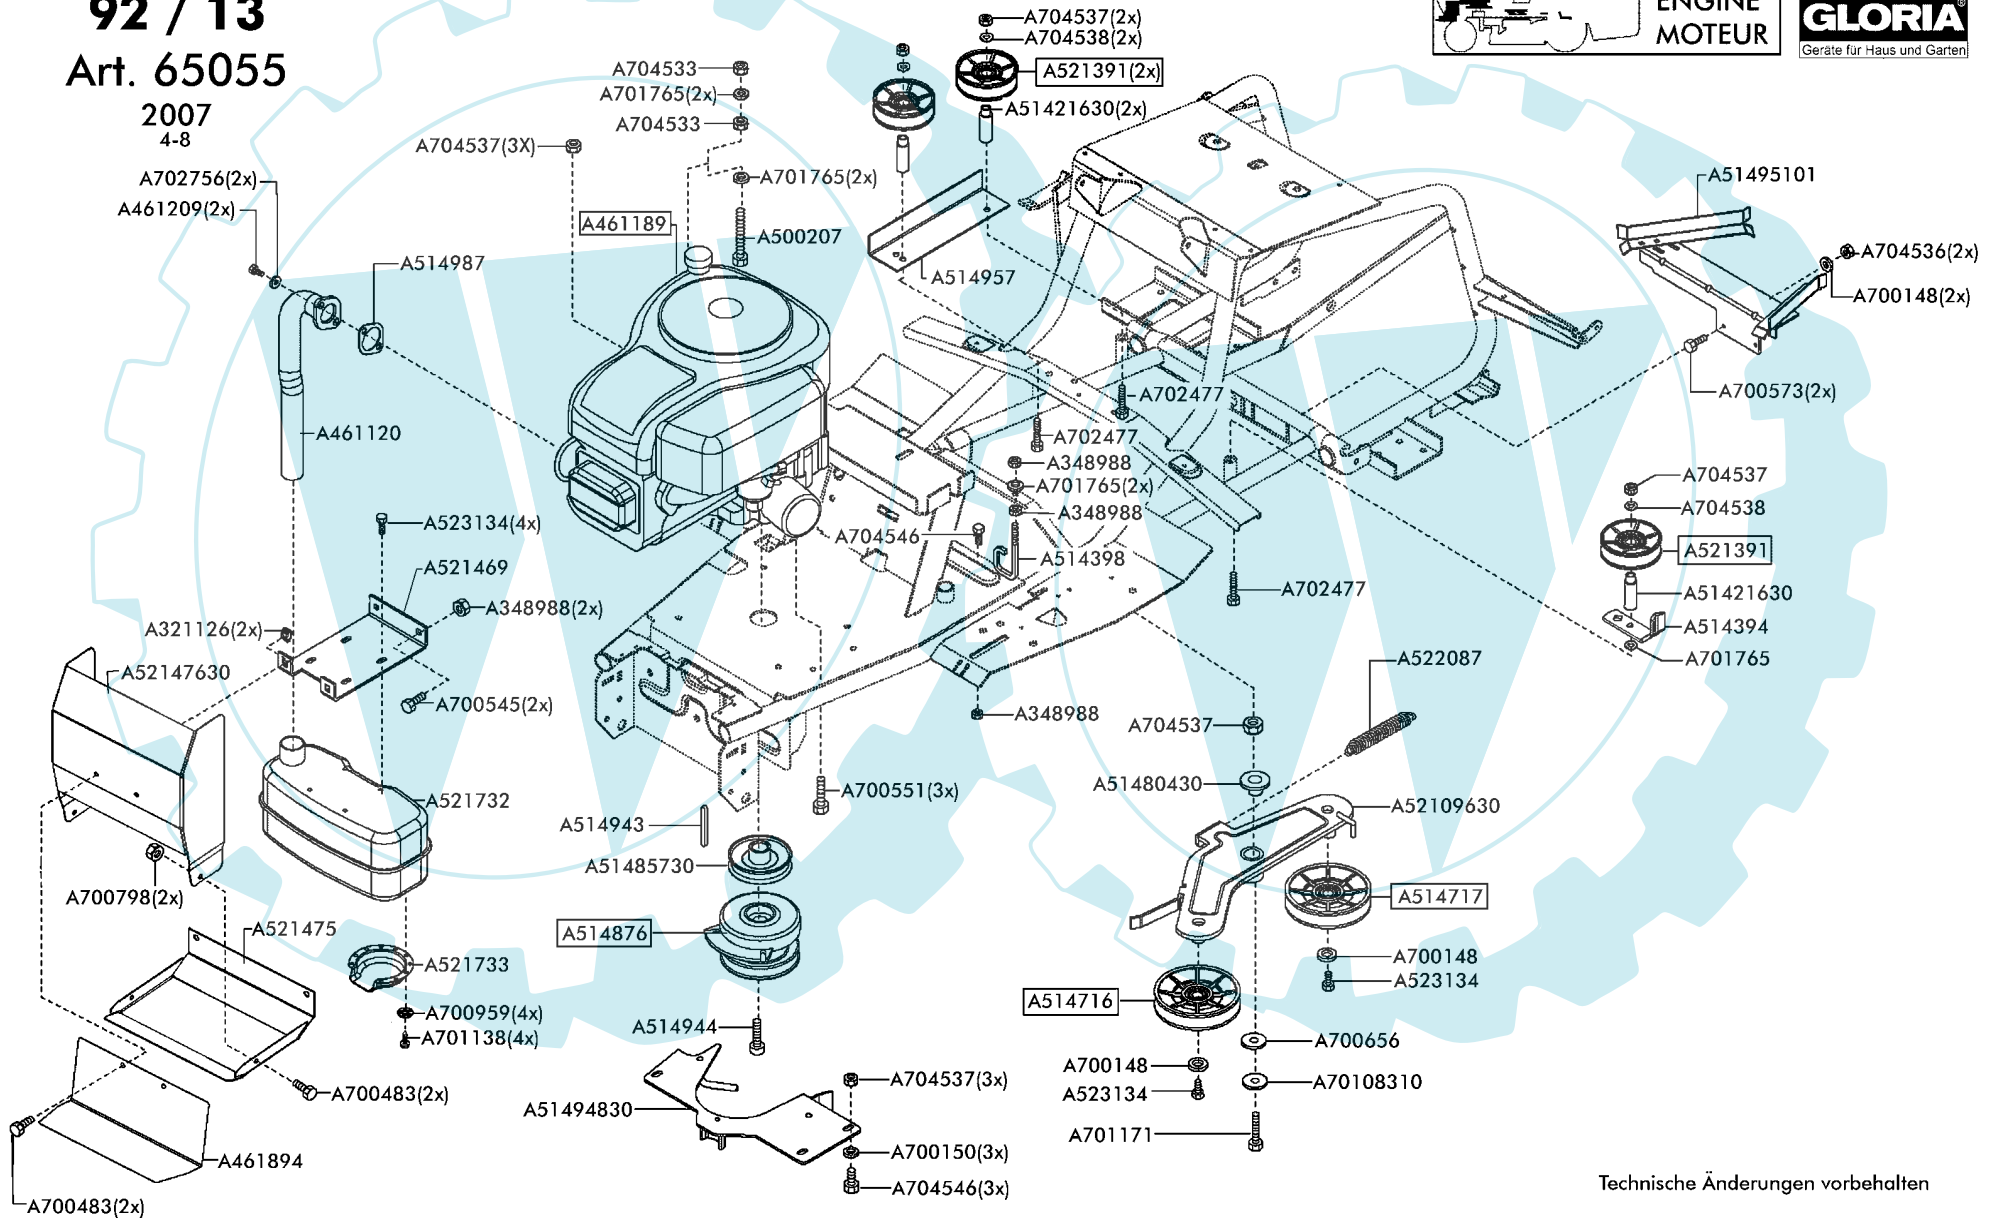 92 / 13
Art. 65055
2007
4-8
ENGINE
MOTEUR
GLORIA®
Geräte für Haus und Garten
A704537(2x)
A704538(2x)
A521391(2x)
A51421630(2x)
A704533
A701765(2x)
A704533
A704537(3X)
A701765(2x)
A702756(2x)
A461209(2x)
A461189
A500207
A514987
A514957
A51495101
A704536(2x)
A700148(2x)
A700573(2x)
A461120
A702477
A702477
A348988
A701765(2x)
A348988
A704546
A514398
A702477
A704537
A704538
A521391
A51421630
A514394
A701765
A523134(4x)
A521469
A348988(2x)
A321126(2x)
A52147630
A700545(2x)
A348988
A522087
A704537
A51480430
A52109630
A521732
A700551(3x)
A514943
A51485730
A700798(2x)
A514717
A521475
A514876
A521733
A700148
A523134
A514716
A700959(4x)
A701138(4x)
A514944
A700656
A700148
A70108310
A523134
A700483(2x)
A704537(3x)
A51494830
A701171
A700150(3x)
A461894
A704546(3x)
A700483(2x)
Technische Änderungen vorbehalten